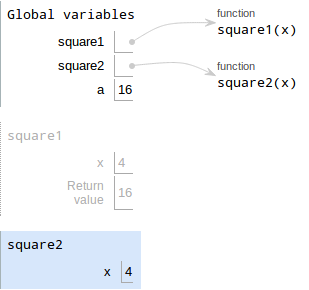 Global variables
square1
square2
a 16
function
square1(x)
function
square2(x)
square1
x 4
Return
value 16
square2
x 4